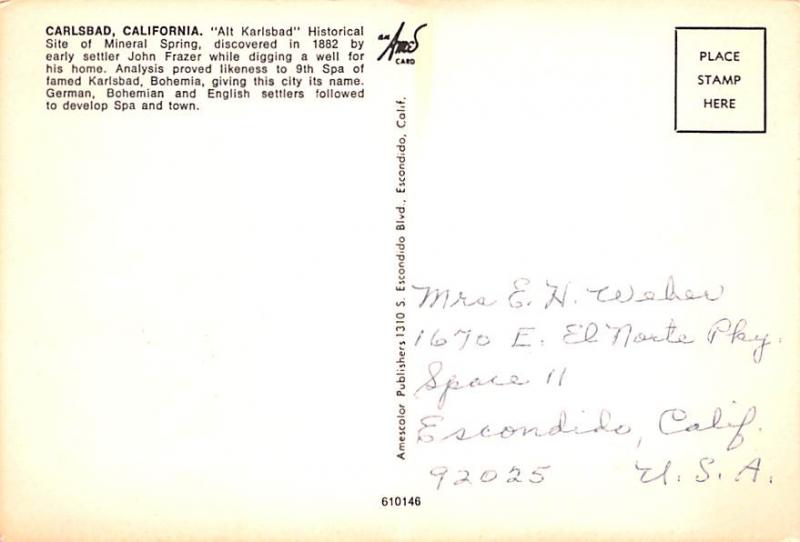 CARLSBAD, CALIFORNIA. "Alt Karlsbad" Historical
Site of Mineral Spring, discovered in 1882 by
early settler John Frazer while digging a well for
his home. Analysis proved likeness to 9th Spa of
famed Karlsbad, Bohemia, giving this city its name.
German, Bohemian and English settlers followed
to develop Spa and town.
AN
AMES
CARD
PLACE
STAMP
HERE
Amescolor Publishers 1310 S. Escondido Blvd., Escondido, Calif.
Mrs E. H. Weber
1670 E. El Norte Pky.
Space 11
Escondido, Calif.
92025 U.S.A.
610146